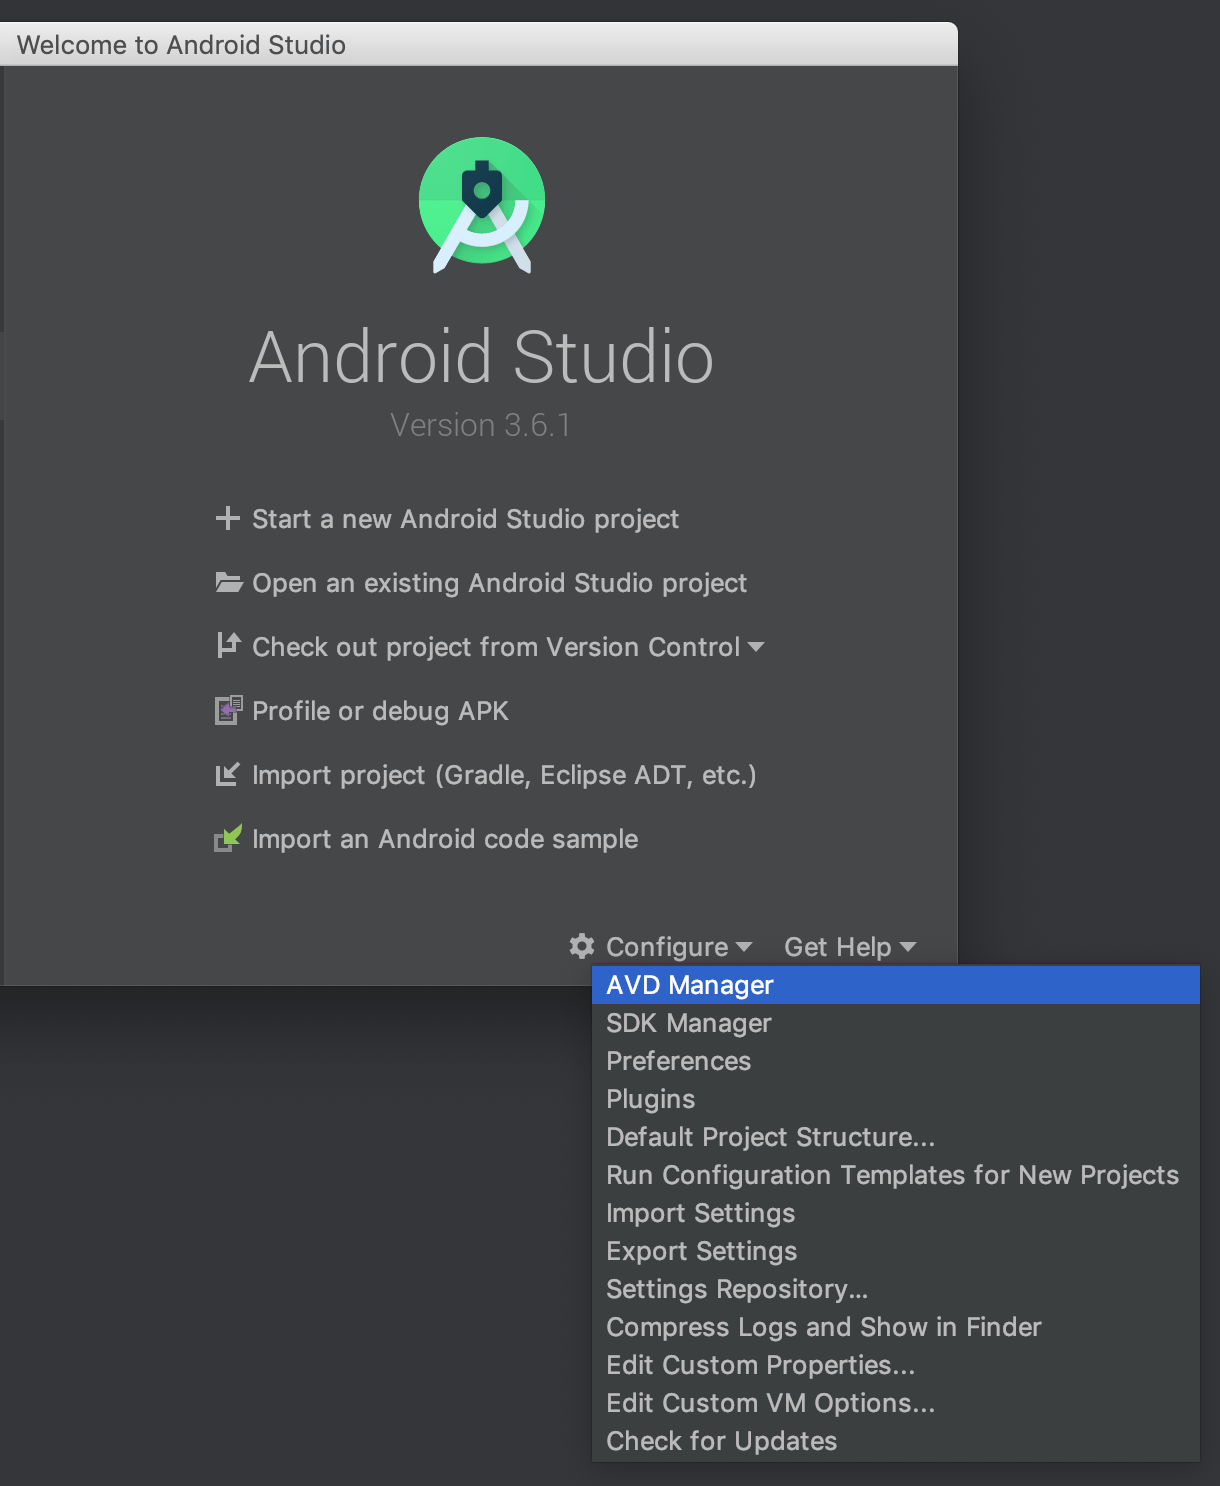 Welcome to Android Studio
Android Studio
Version 3.6.1
Start a new Android Studio project
Open an existing Android Studio project
Check out project from Version Control
Profile or debug APK
Import project (Gradle, Eclipse ADT, etc.)
Import an Android code sample
Configure Get Help
AVD Manager
SDK Manager
Preferences
Plugins
Default Project Structure...
Run Configuration Templates for New Projects
Import Settings
Export Settings
Settings Repository...
Compress Logs and Show in Finder
Edit Custom Properties...
Edit Custom VM Options...
Check for Updates